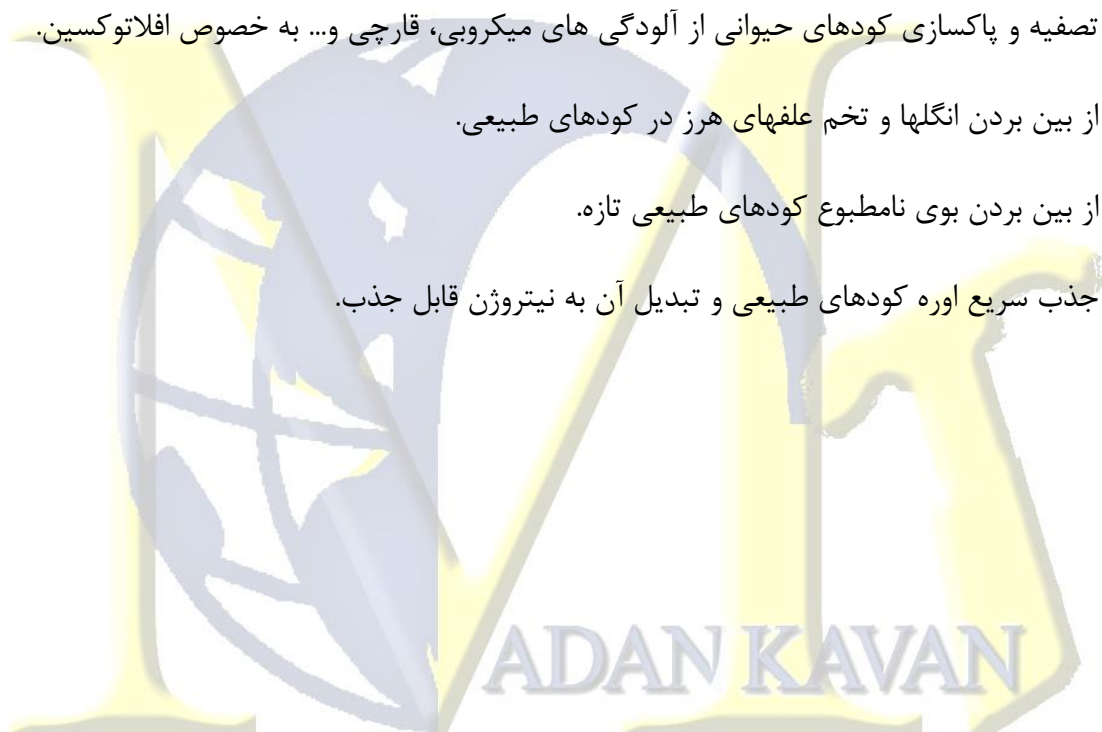 تصفیه و پاکسازی کودهای حیوانی از آلودگی های میکروبی، قارچی و... به خصوص افلاتوکسین.
از بین بردن انگلها و تخم علفهای هرز در کودهای طبیعی.
از بین بردن بوی نامطبوع کودهای طبیعی تازه.
جذب سریع اوره کودهای طبیعی و تبدیل آن به نیتروژن قابل جذب.
ADAN KAVAN